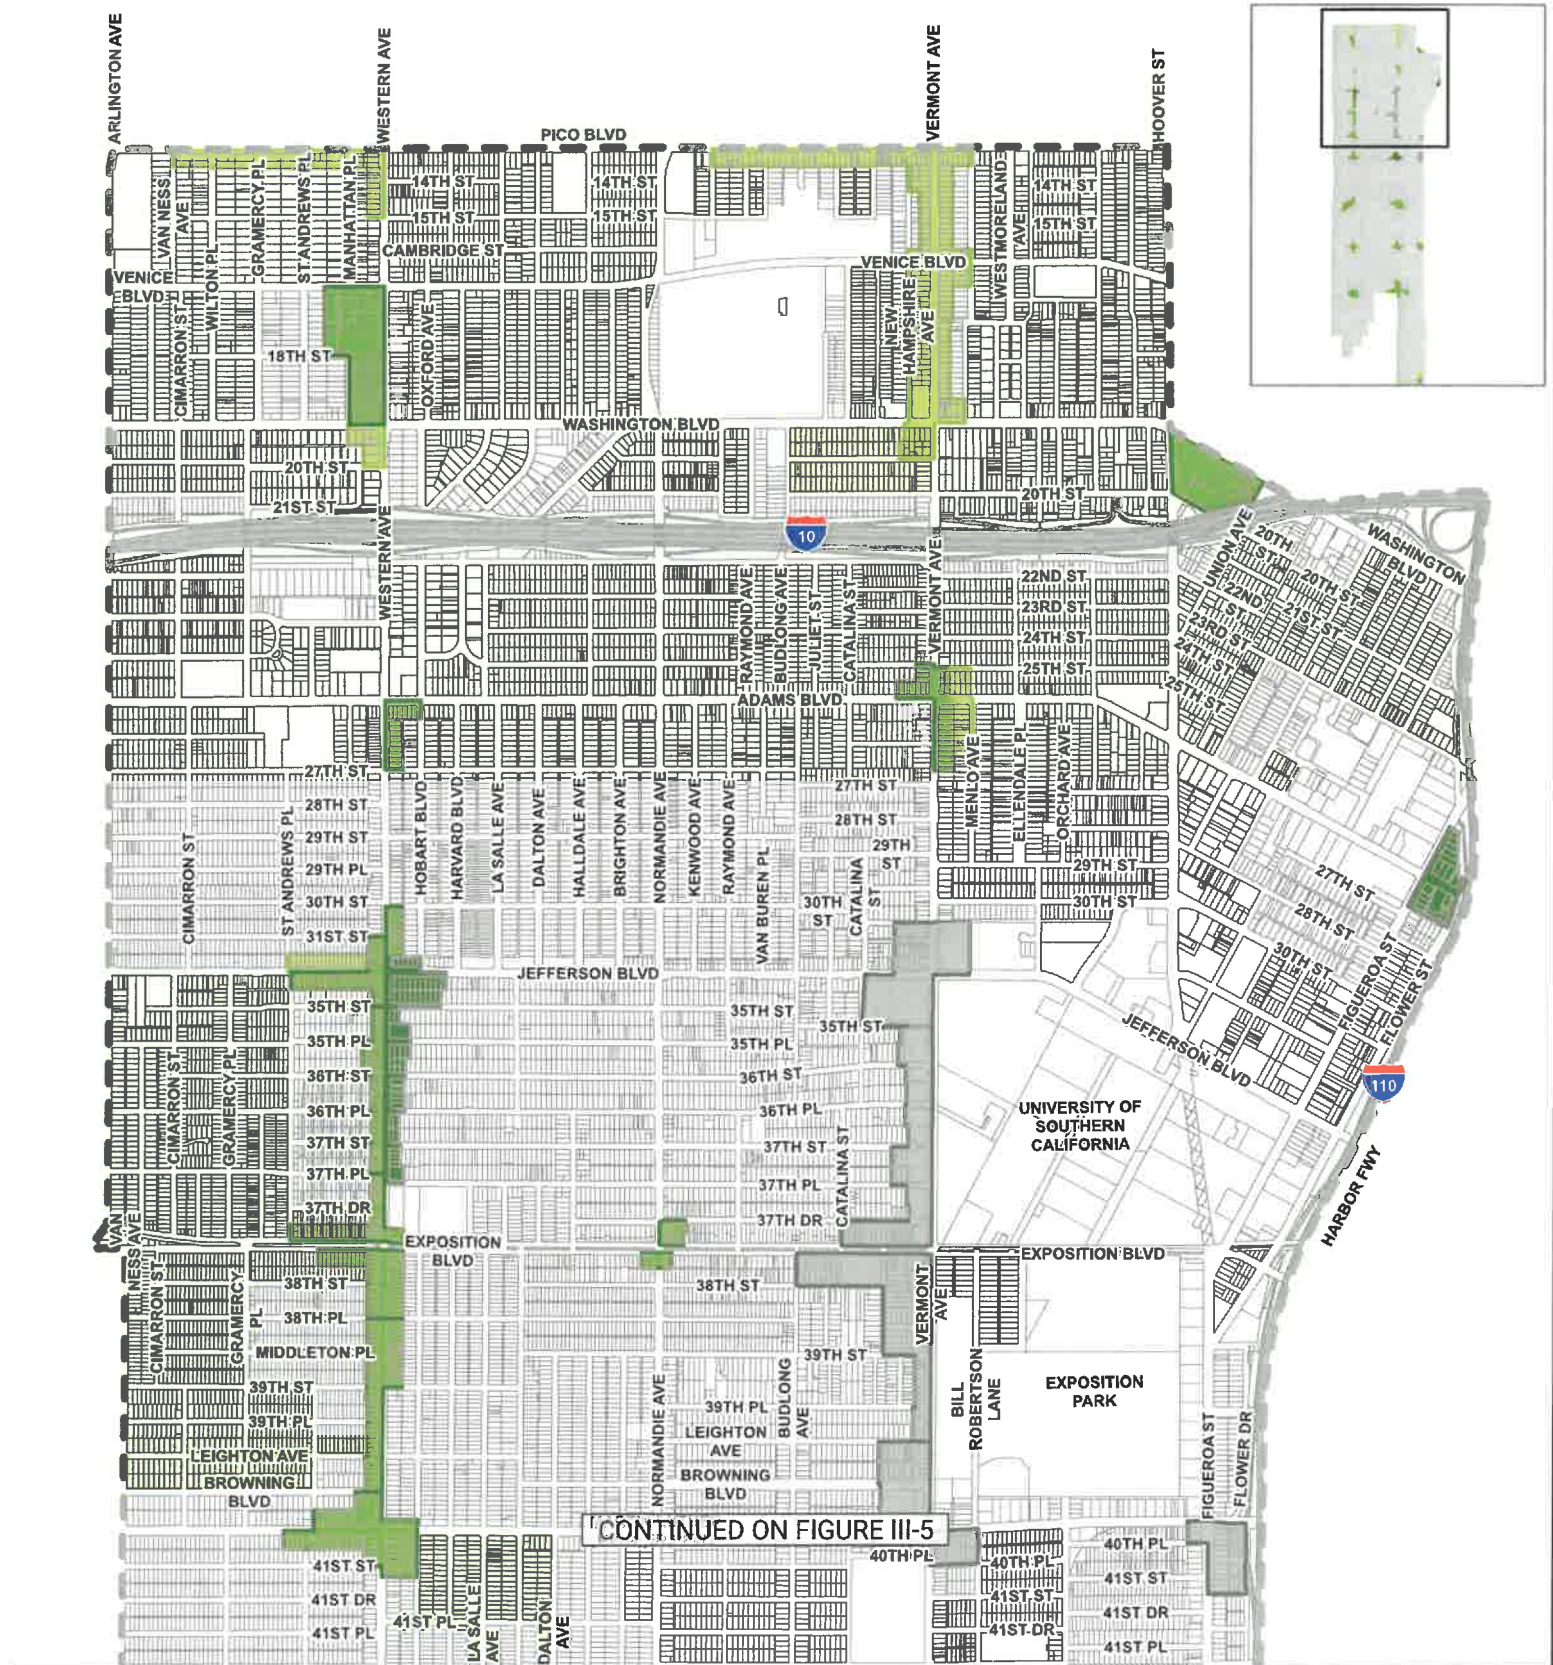 ARLINGTON AVE
WESTERN AVE
VERMONT AVE
HOOVER ST
PICO BLVD
VAN NESS
AVE
WILTON PL
GRAMERCY PL
ST ANDREWS PL
MANHATTAN PL
14TH ST
14TH ST
15TH ST
15TH ST
CAMBRIDGE ST
WESTMORELAND
AVE
14TH ST
15TH ST
VENICE
BLVD
VENICE BLVD
CIMARRON ST
18TH ST
OXFORD AVE
NEW
HAMPSHIRE
AVE
WASHINGTON BLVD
20TH ST
21ST ST
20TH ST
10
WESTERN AVE
VERMONT AVE
UNION AVE
20TH
ST
WASHINGTON
BLVD
20TH ST
21ST ST
22ND
ST
23RD ST
24TH ST
25TH ST
22ND ST
23RD ST
24TH ST
25TH ST
RAYMOND AVE
BUDLONG AVE
JULIET ST
CATALINA ST
ADAMS BLVD
27TH ST
28TH ST
29TH ST
29TH PL
30TH ST
31ST ST
CIMARRON ST
ST ANDREWS PL
HOBART BLVD
HARVARD BLVD
LA SALLE AVE
DALTON AVE
HALLDALE AVE
BRIGHTON AVE
NORMANDIE AVE
KENWOOD AVE
RAYMOND AVE
VAN BUREN PL
27TH ST
28TH ST
29TH
ST
30TH
ST
CATALINA
ST
MENLO AVE
ELLENDALE PL
ORCHARD AVE
29TH ST
30TH ST
27TH ST
28TH ST
30TH ST
FIGUEROA ST
FLOWER ST
JEFFERSON BLVD
JEFFERSON BLVD
35TH ST
35TH PL
36TH ST
36TH PL
37TH ST
37TH PL
37TH DR
CIMARRON ST
GRAMERCY PL
35TH ST
35TH ST
35TH PL
36TH ST
36TH PL
37TH ST
37TH PL
37TH DR
CATALINA ST
UNIVERSITY OF
SOUTHERN
CALIFORNIA
110
HARBOR FWY
VAN
NESS AVE
EXPOSITION
BLVD
EXPOSITION BLVD
CIMARRON ST
GRAMERCY
PL
38TH ST
38TH PL
MIDDLETON PL
39TH ST
39TH PL
LEIGHTON AVE
BROWNING
BLVD
38TH ST
39TH ST
VERMONT
AVE
NORMANDIE AVE
39TH PL
LEIGHTON
AVE
BROWNING
BLVD
BUDLONG
AVE
BILL
ROBERTSON
LANE
EXPOSITION
PARK
FIGUEROA ST
FLOWER DR
CONTINUED ON FIGURE III-5
41ST ST
41ST DR
41ST PL
41ST PL
LA SALLE
AVE
DALTON
AVE
40TH PL
40TH PL
41ST ST
41ST DR
40TH PL
41ST ST
41ST DR
41ST PL